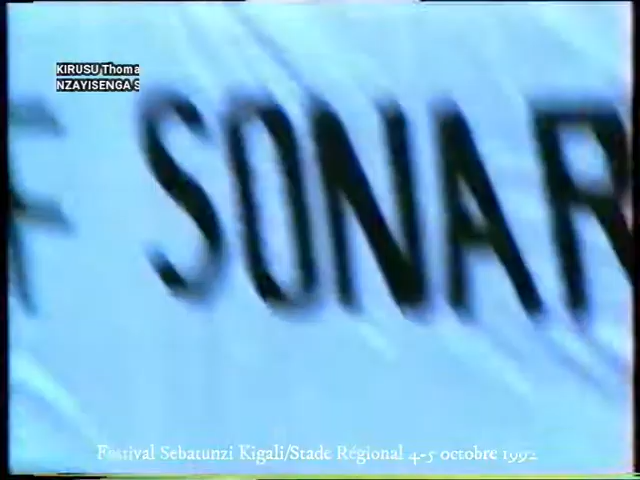 KIRUSU Thoma
NZAYISENGA S
F SONAR
Festival Sebatunzi Kigali/Stade Régional 4-5 octobre 1992